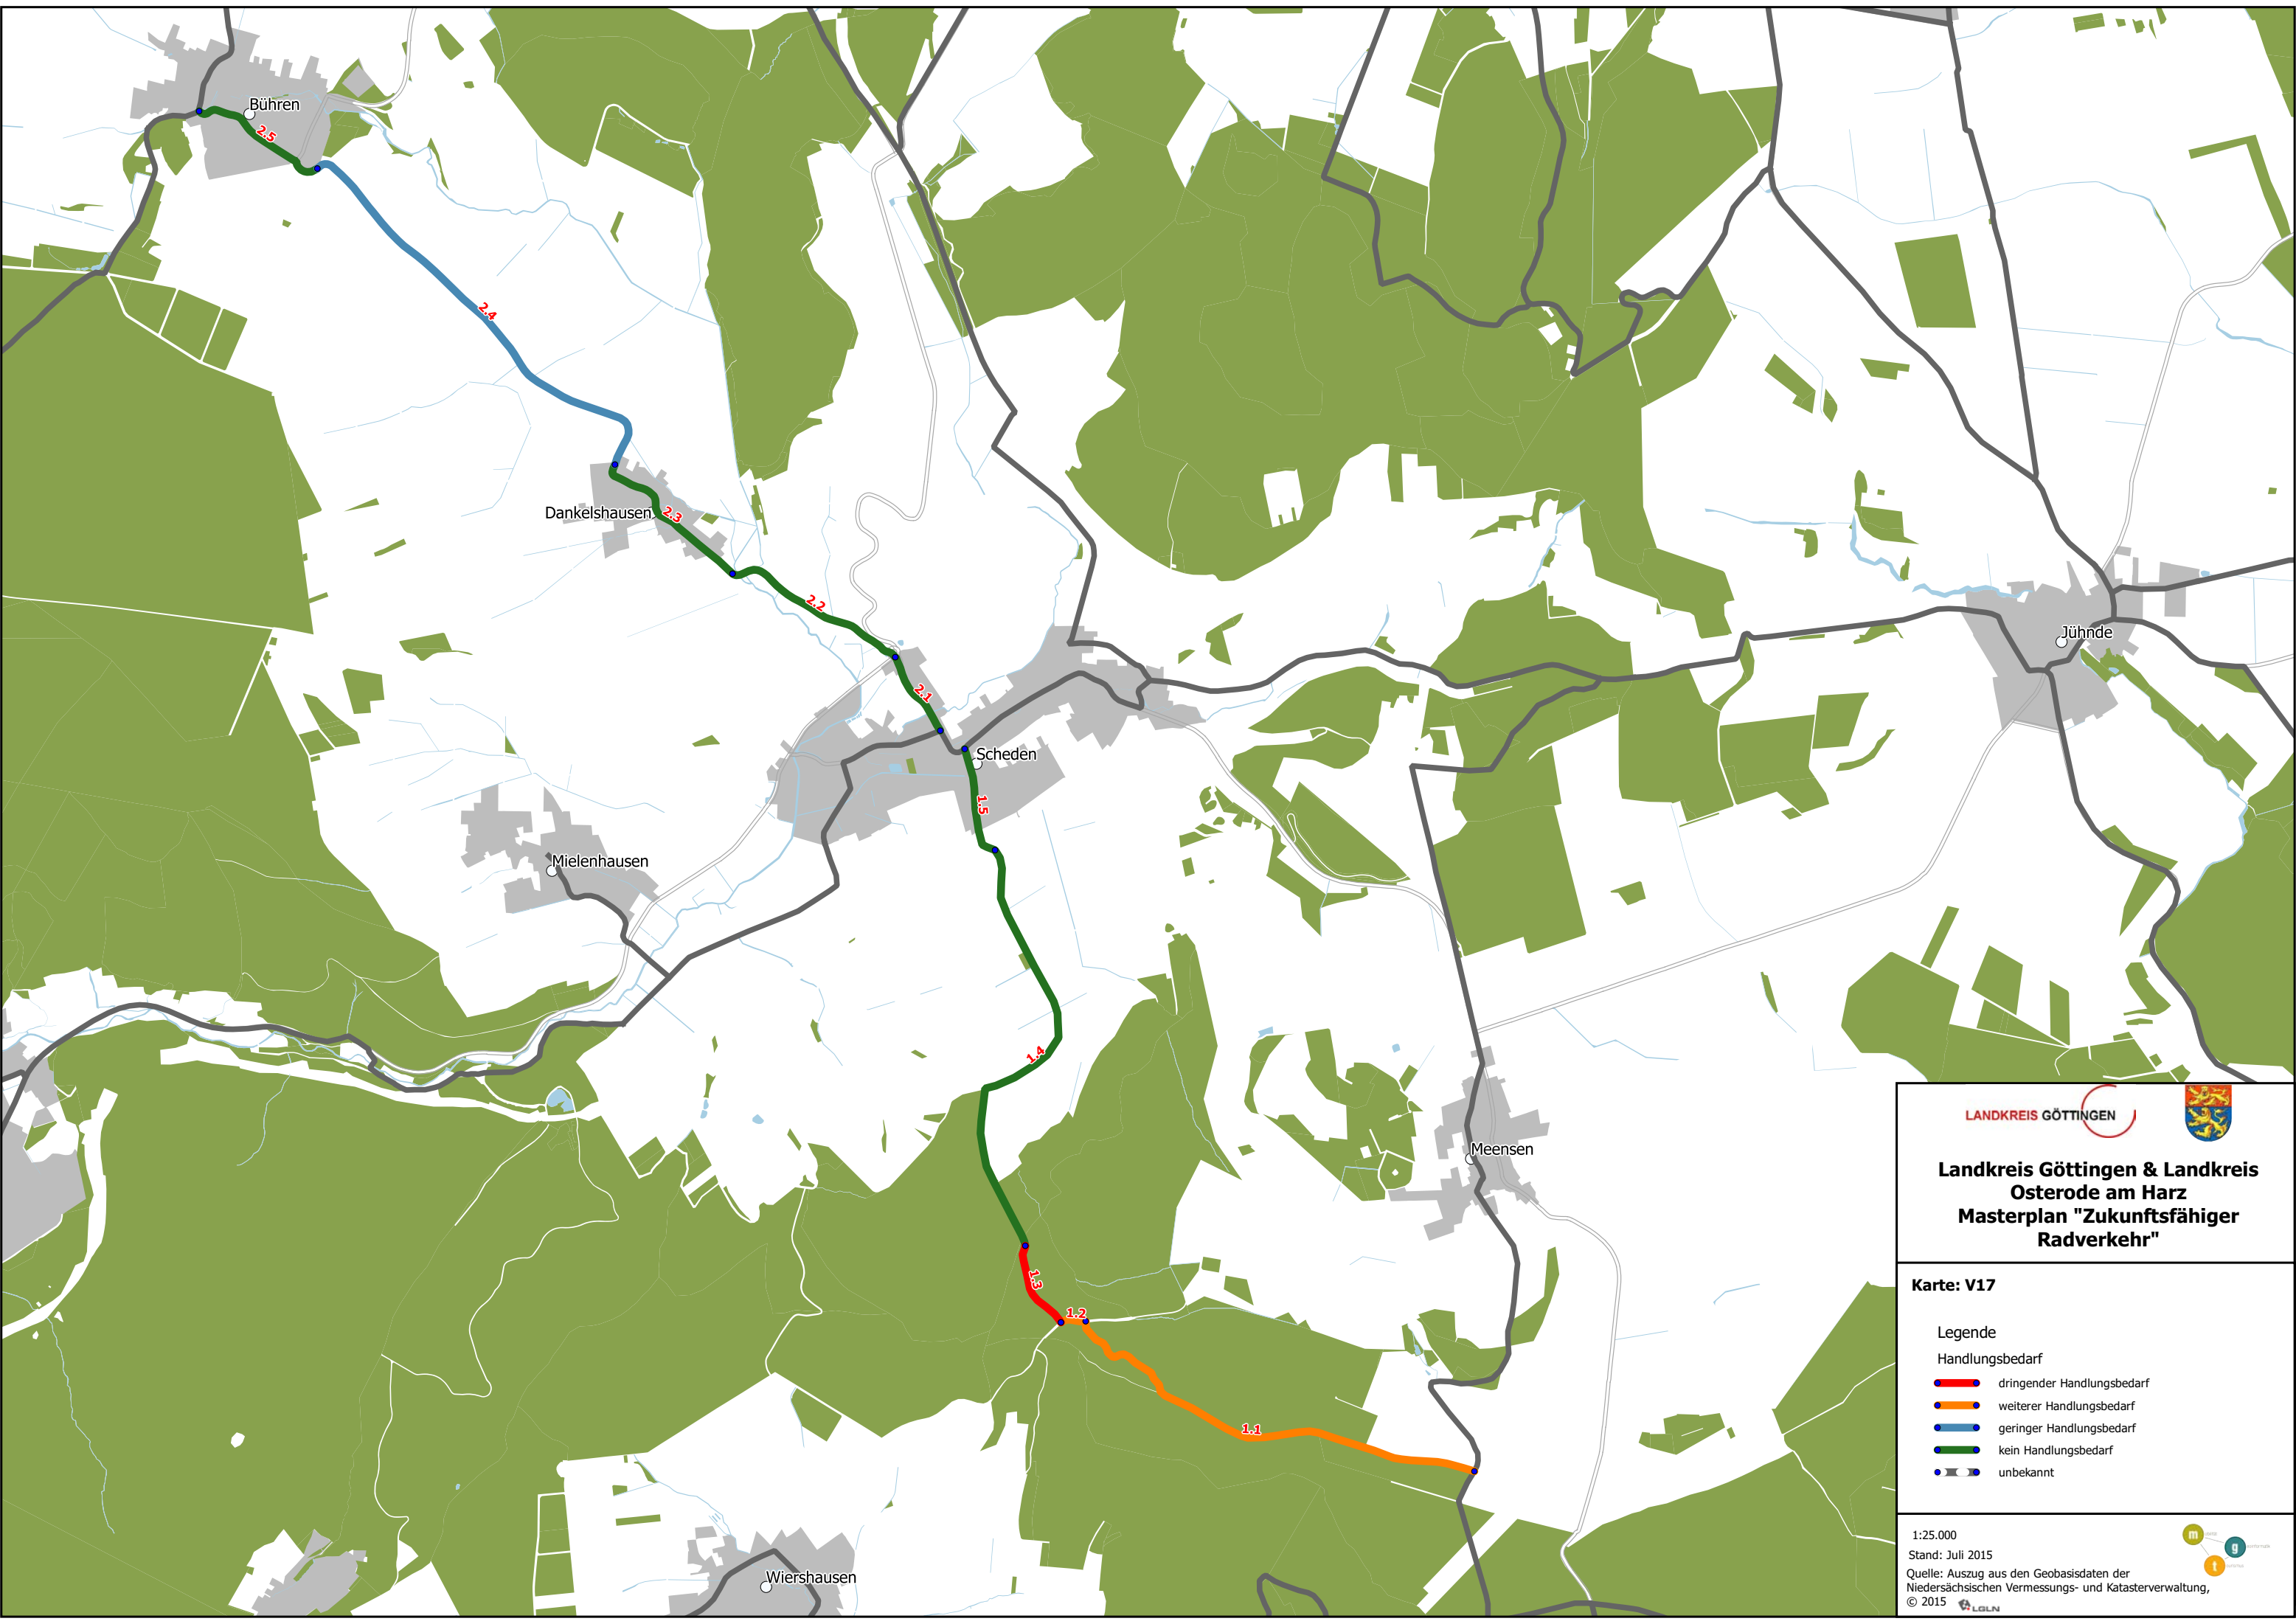 Bühren
2.5
2.4
Dankelshausen
2.3
2.2
2.1
Scheden
1.5
Jühnde
Mielenhausen
1.4
Meensen
1.3
1.2
1.1
Wiershausen
LANDKREIS GÖTTINGEN
Landkreis Göttingen & Landkreis
Osterode am Harz
Masterplan "Zukunftsfähiger
Radverkehr"
Karte: V17
Legende
Handlungsbedarf
dringender Handlungsbedarf
weiterer Handlungsbedarf
geringer Handlungsbedarf
kein Handlungsbedarf
unbekannt
1:25.000
Stand: Juli 2015
Quelle: Auszug aus den Geobasisdaten der
Niedersächsischen Vermessungs- und Katasterverwaltung,
© 2015 LGLN
m
g
t